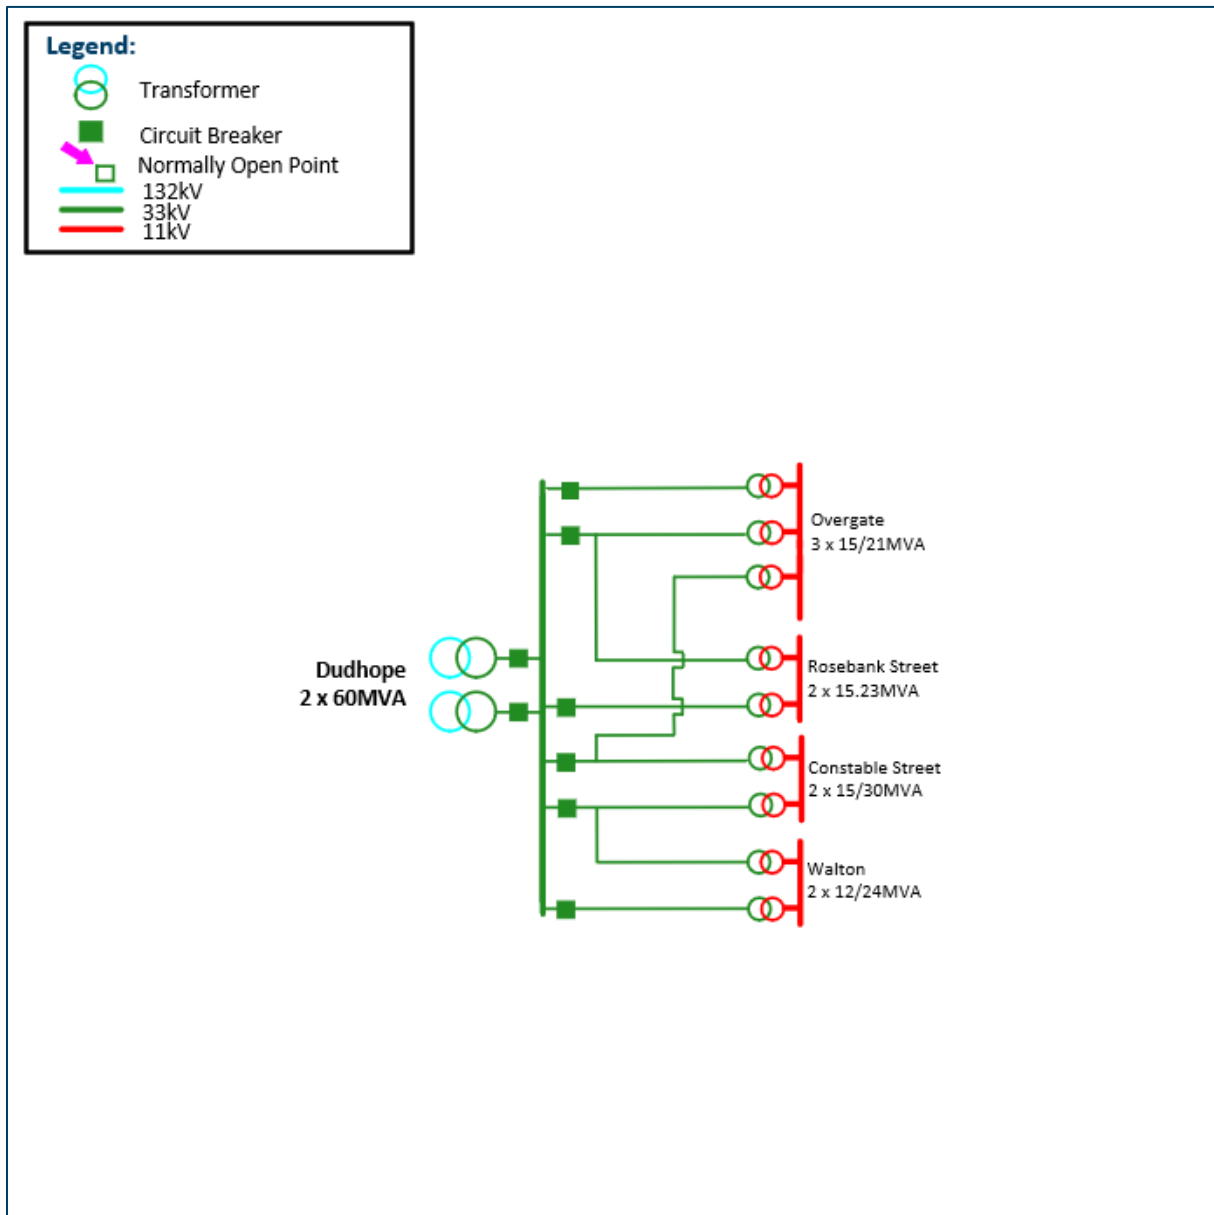 Legend:
Transformer
Circuit Breaker
Normally Open Point
132kV
33kV
11kV
Overgate
3 x 15/21MVA
Dudhope
2 x 60MVA
Rosebank Street
2 x 15.23MVA
Constable Street
2 x 15/30MVA
Walton
2 x 12/24MVA